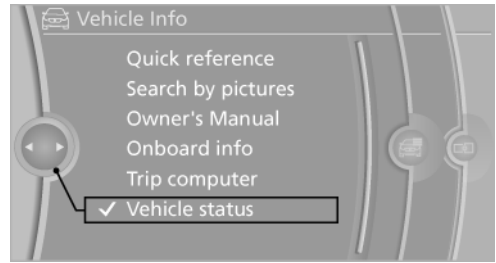 Vehicle Info
Quick reference
Search by pictures
Owner's Manual
Onboard info
Trip computer
✓ Vehicle status